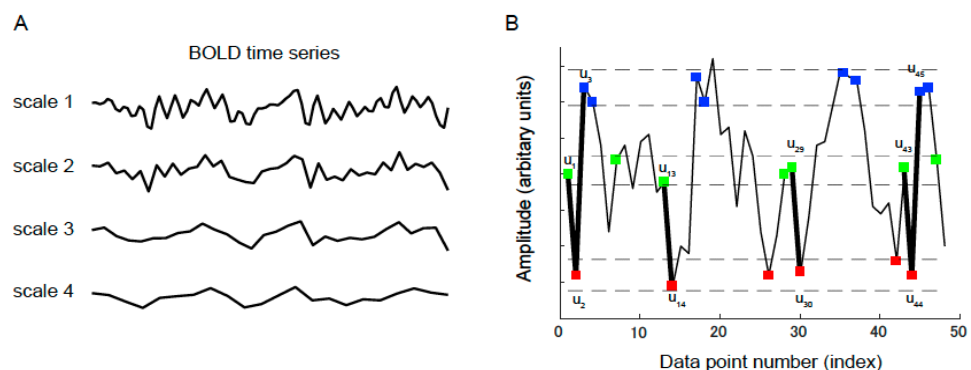 A
BOLD time series
scale 1
scale 2
scale 3
scale 4
B
Amplitude (arbitary units)
u1
u2
u3
u13
u14
u29
u30
u43
u44
u45
0
10
20
30
40
50
Data point number (index)